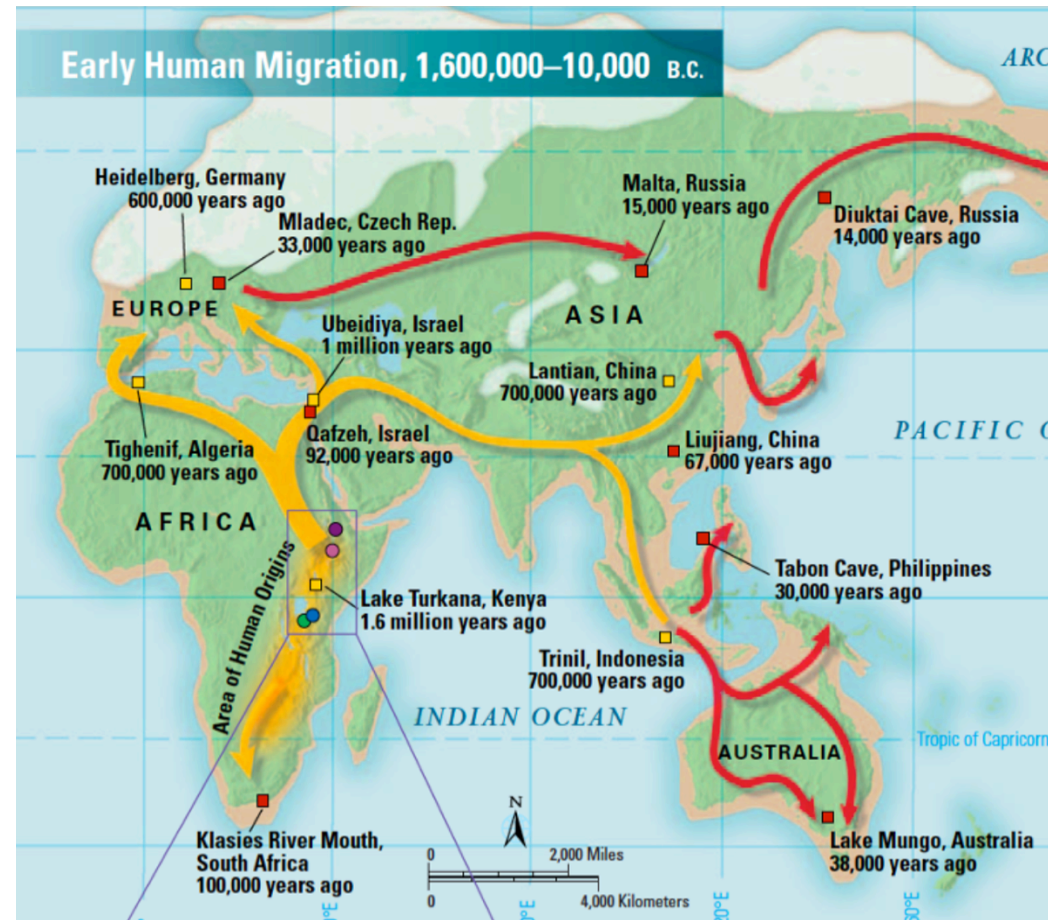 Early Human Migration, 1,600,000–10,000 B.C.
ARC
Heidelberg, Germany
600,000 years ago
Mladec, Czech Rep.
33,000 years ago
Malta, Russia
15,000 years ago
Diuktai Cave, Russia
14,000 years ago
EUROPE
ASIA
Ubeidiya, Israel
1 million years ago
Lantian, China
700,000 years ago
Tighenif, Algeria
700,000 years ago
Qafzeh, Israel
92,000 years ago
Liujiang, China
67,000 years ago
PACIFIC O
AFRICA
Area of Human Origins
Tabon Cave, Philippines
30,000 years ago
Lake Turkana, Kenya
1.6 million years ago
Trinil, Indonesia
700,000 years ago
INDIAN OCEAN
AUSTRALIA
Tropic of Capricorn
Klasies River Mouth,
South Africa
100,000 years ago
N
0
2,000 Miles
0
4,000 Kilometers
Lake Mungo, Australia
38,000 years ago